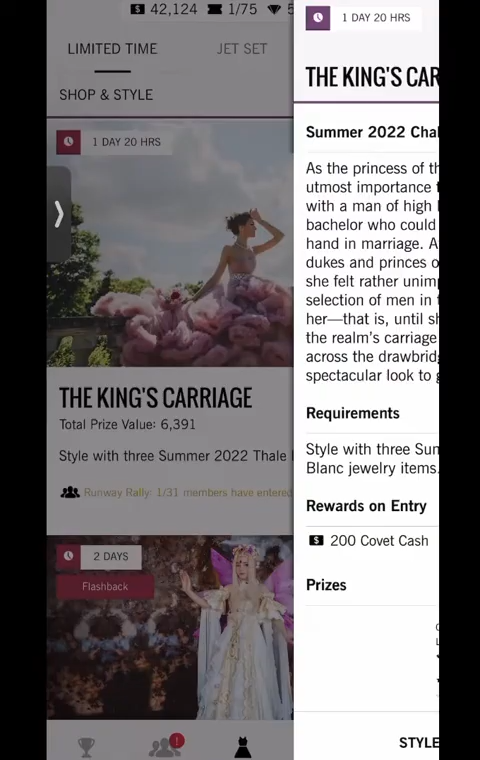 42,124 1/75 5
LIMITED TIME JET SET
SHOP & STYLE
1 DAY 20 HRS
THE KING'S CARRIAGE
Total Prize Value: 6,391
Style with three Summer 2022 Thale
Runway Rally: 1/31 members have entered
2 DAYS
Flashback
!
1 DAY 20 HRS
THE KING'S CAR
Summer 2022 Chal
As the princess of th
utmost importance
with a man of high
bachelor who could
hand in marriage. A
dukes and princes o
she felt rather unim
selection of men in
her—that is, until sh
the realm's carriage
across the drawbrid
spectacular look to
Requirements
Style with three Sum
Blanc jewelry items.
Rewards on Entry
200 Covet Cash
Prizes
STYLE